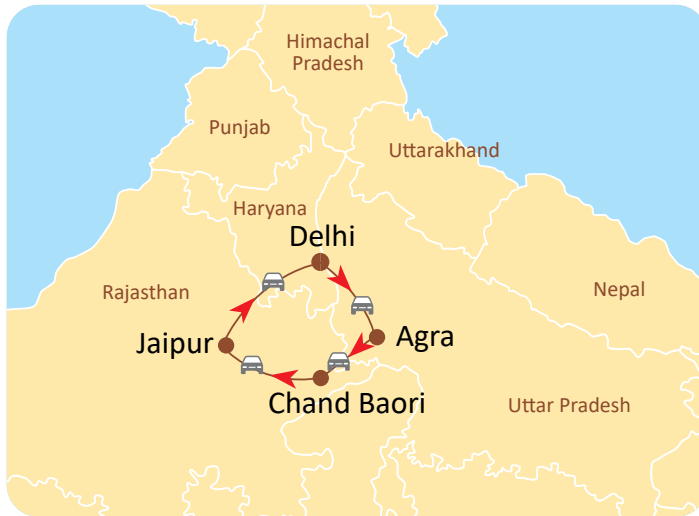 Himachal
Pradesh
Punjab
Uttarakhand
Haryana
Delhi
Rajasthan
Nepal
Jaipur
Agra
Chand Baori
Uttar Pradesh